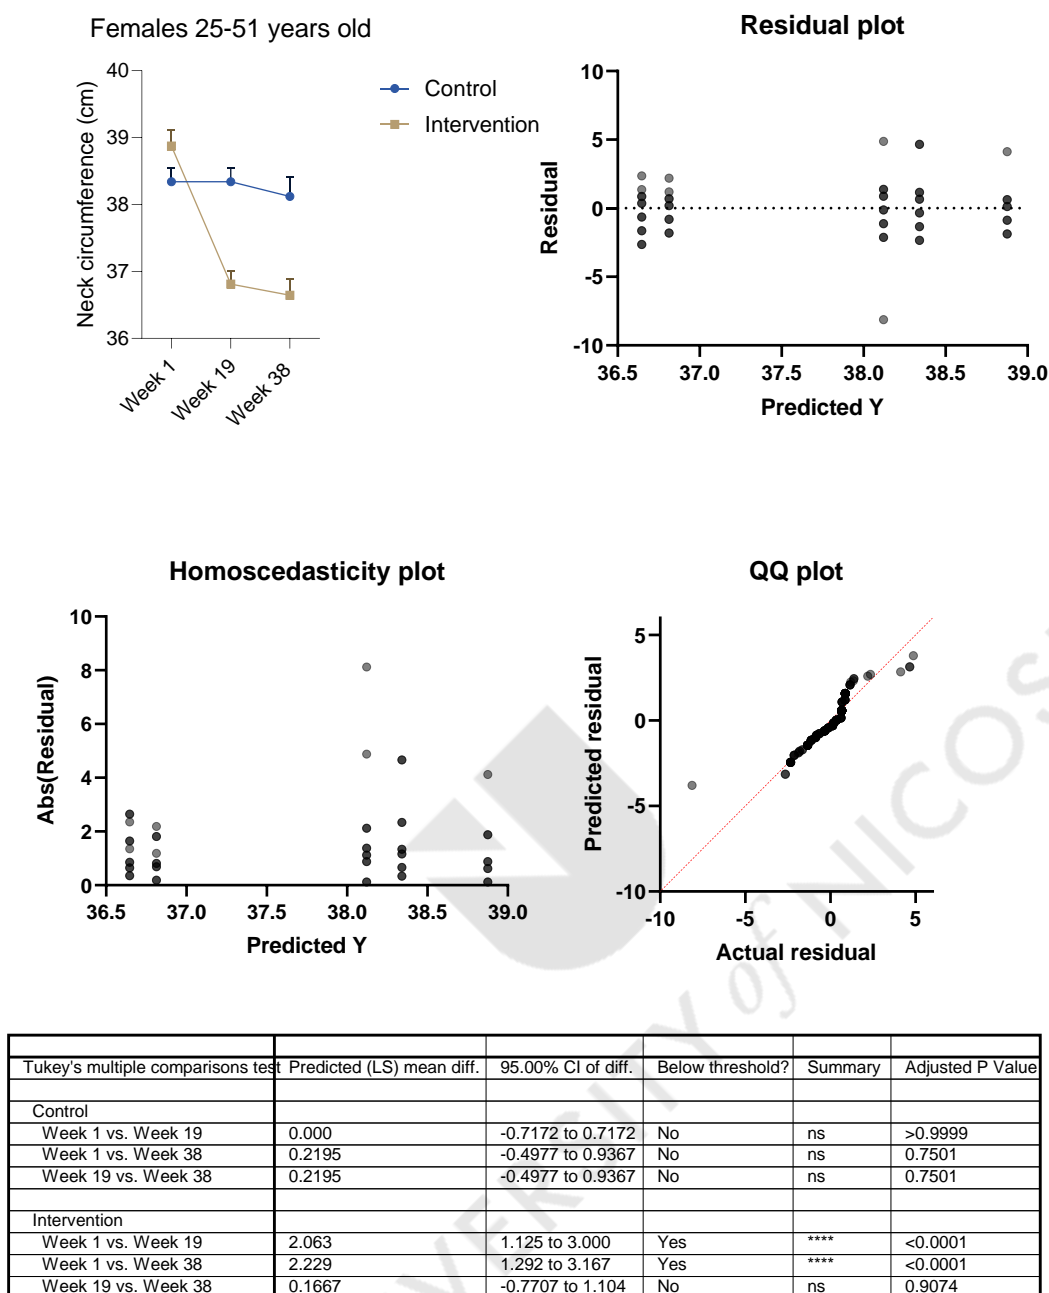 Females 25-51 years old
Neck circumference (cm)
40
39
38
37
36
Week 1
Week 19
Week 38
Control
Intervention
Residual plot
Residual
10
5
0
-5
-10
36.5 37.0 37.5 38.0 38.5 39.0
Predicted Y
Homoscedasticity plot
Abs(Residual)
10
8
6
4
2
0
36.5 37.0 37.5 38.0 38.5 39.0
Predicted Y
QQ plot
Predicted residual
5
0
-5
-10
-10 -5 0 5
Actual residual
VERSITY of NICOS
Tukey's multiple comparisons test Predicted (LS) mean diff. 95.00% CI of diff. Below threshold? Summary Adjusted P Value
Control
Week 1 vs. Week 19 0.000 -0.7172 to 0.7172 No ns >0.9999
Week 1 vs. Week 38 0.2195 -0.4977 to 0.9367 No ns 0.7501
Week 19 vs. Week 38 0.2195 -0.4977 to 0.9367 No ns 0.7501
Intervention
Week 1 vs. Week 19 2.063 1.125 to 3.000 Yes **** <0.0001
Week 1 vs. Week 38 2.229 1.292 to 3.167 Yes **** <0.0001
Week 19 vs. Week 38 0.1667 -0.7707 to 1.104 No ns 0.9074